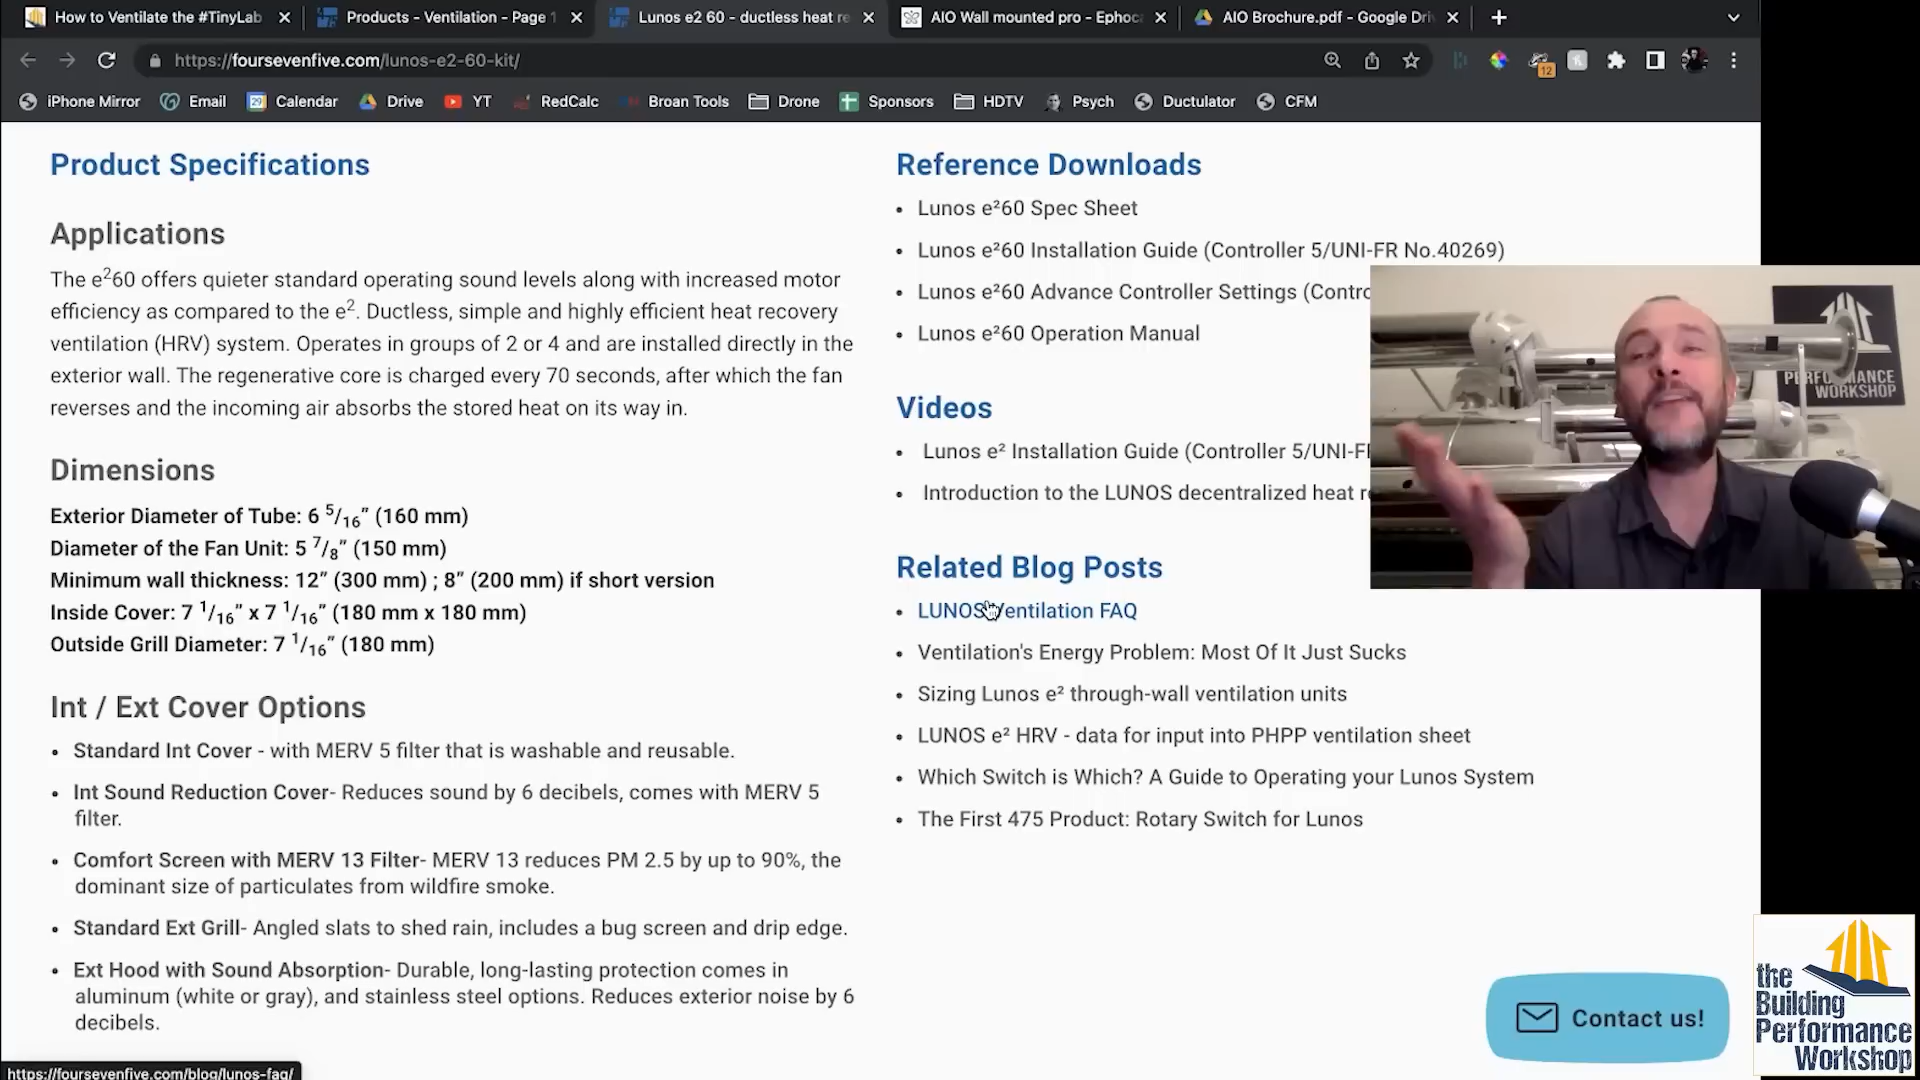 How to Ventilate the #TinyLab
Products - Ventilation - Page 1
Lunos e2 60 - ductless heat re
AIO Wall mounted pro - Ephoc
AIO Brochure.pdf - Google Dri
https://foursevenfive.com/lunos-e2-60-kit/
12
iPhone Mirror
Email
29
Calendar
Drive
YT
RedCalc
Broan Tools
Drone
Sponsors
HDTV
Psych
Ductulator
CFM
Product Specifications
Applications
The e²60 offers quieter standard operating sound levels along with increased motor
efficiency as compared to the e². Ductless, simple and highly efficient heat recovery
ventilation (HRV) system. Operates in groups of 2 or 4 and are installed directly in the
exterior wall. The regenerative core is charged every 70 seconds, after which the fan
reverses and the incoming air absorbs the stored heat on its way in.
Dimensions
Exterior Diameter of Tube: 6 5/16” (160 mm)
Diameter of the Fan Unit: 5 7/8” (150 mm)
Minimum wall thickness: 12” (300 mm) ; 8” (200 mm) if short version
Inside Cover: 7 1/16” x 7 1/16” (180 mm x 180 mm)
Outside Grill Diameter: 7 1/16” (180 mm)
Int / Ext Cover Options
• Standard Int Cover - with MERV 5 filter that is washable and reusable.
• Int Sound Reduction Cover- Reduces sound by 6 decibels, comes with MERV 5
filter.
• Comfort Screen with MERV 13 Filter- MERV 13 reduces PM 2.5 by up to 90%, the
dominant size of particulates from wildfire smoke.
• Standard Ext Grill- Angled slats to shed rain, includes a bug screen and drip edge.
• Ext Hood with Sound Absorption- Durable, long-lasting protection comes in
aluminum (white or gray), and stainless steel options. Reduces exterior noise by 6
decibels.
https://foursevenfive.com/blog/lunos-faq/
Reference Downloads
• Lunos e²60 Spec Sheet
• Lunos e²60 Installation Guide (Controller 5/UNI-FR No.40269)
• Lunos e²60 Advance Controller Settings (Contro
• Lunos e²60 Operation Manual
Videos
• Lunos e² Installation Guide (Controller 5/UNI-F
• Introduction to the LUNOS decentralized heat r
Related Blog Posts
• LUNOS Ventilation FAQ
• Ventilation's Energy Problem: Most Of It Just Sucks
• Sizing Lunos e² through-wall ventilation units
• LUNOS e² HRV - data for input into PHPP ventilation sheet
• Which Switch is Which? A Guide to Operating your Lunos System
• The First 475 Product: Rotary Switch for Lunos
PERFORMANCE
WORKSHOP
Contact us!
the
Building
Performance
Workshop